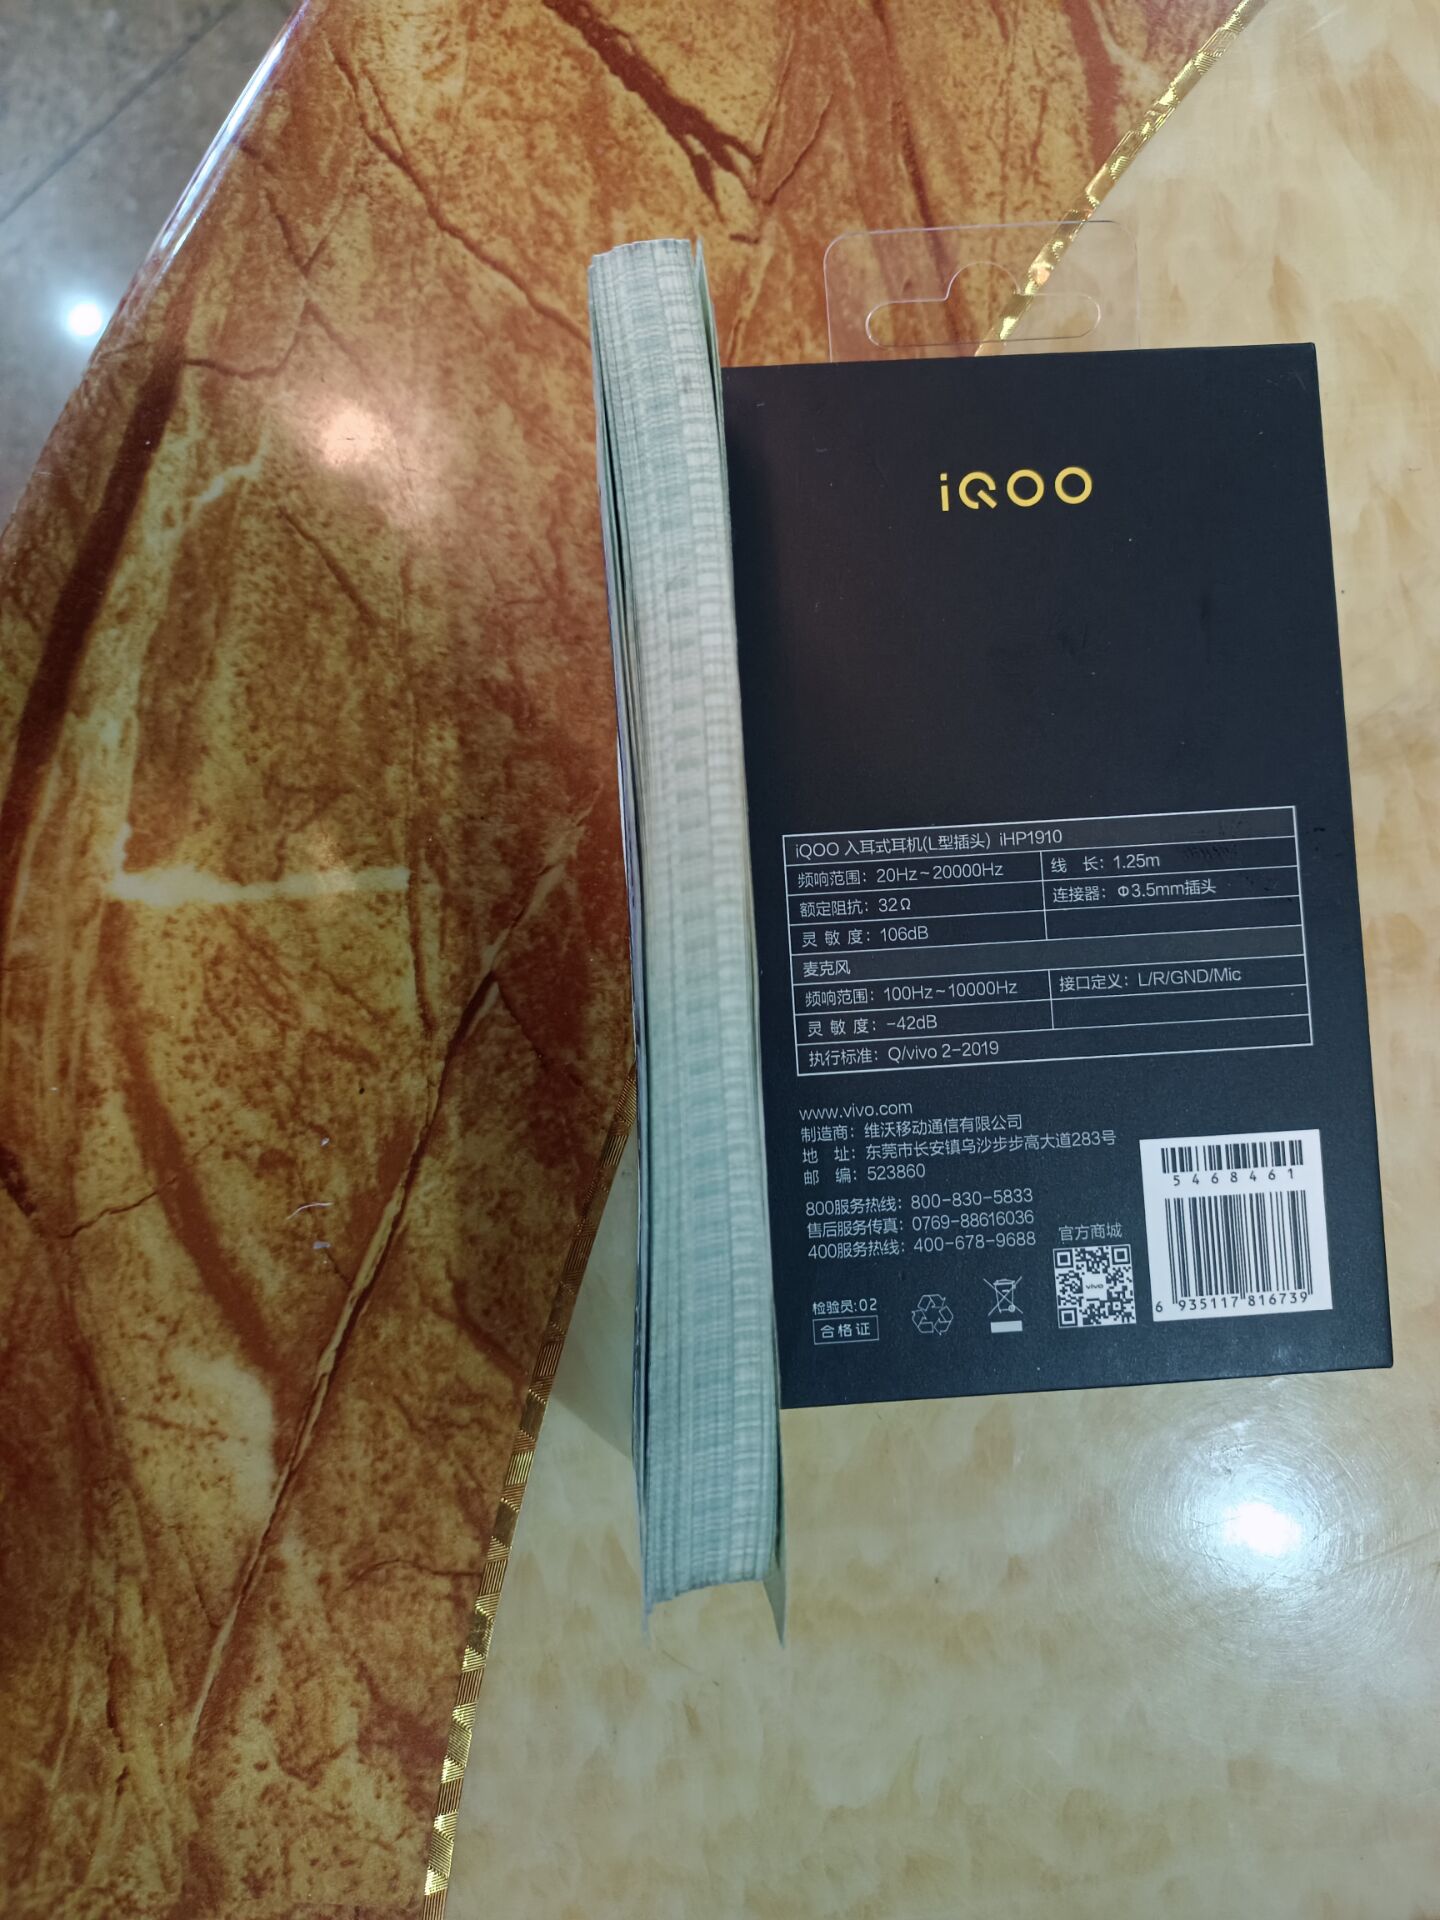 iQOO
iQOO 入耳式耳机(L型插头) iHP1910
频响范围: 20Hz~20000Hz
线 长: 1.25m
额定阻抗: 32Ω
连接器: Φ3.5mm插头
灵 敏 度: 106dB
麦克风
频响范围: 100Hz~10000Hz
接口定义: L/R/GND/Mic
灵 敏 度: -42dB
执行标准: Q/vivo 2-2019
www.vivo.com
制造商: 维沃移动通信有限公司
地 址: 东莞市长安镇乌沙步步高大道283号
邮 编: 523860
800服务热线: 800-830-5833
售后服务传真: 0769-88616036
400服务热线: 400-678-9688
检验员:02
合格证
官方商城
vivo
5468461
6 935117 816739